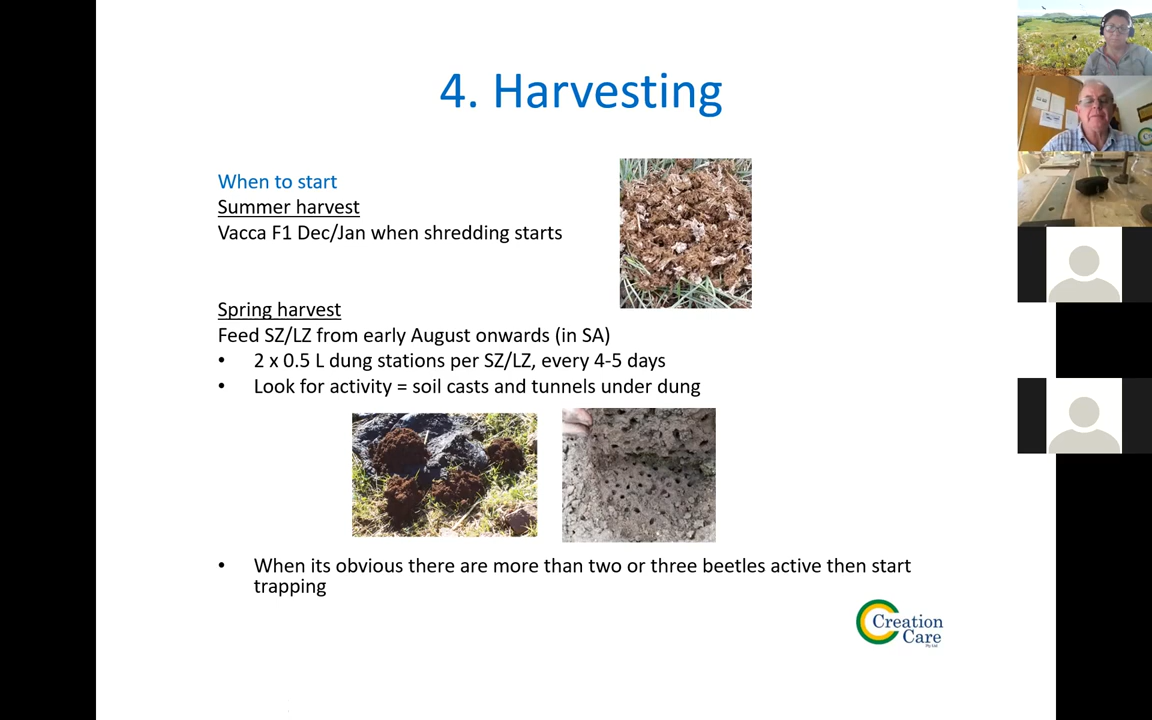 4. Harvesting
When to start
Summer harvest
Vacca F1 Dec/Jan when shredding starts
Spring harvest
Feed SZ/LZ from early August onwards (in SA)
• 2 x 0.5 L dung stations per SZ/LZ, every 4-5 days
• Look for activity = soil casts and tunnels under dung
• When its obvious there are more than two or three beetles active then start
trapping
Creation
Care
Pty Ltd